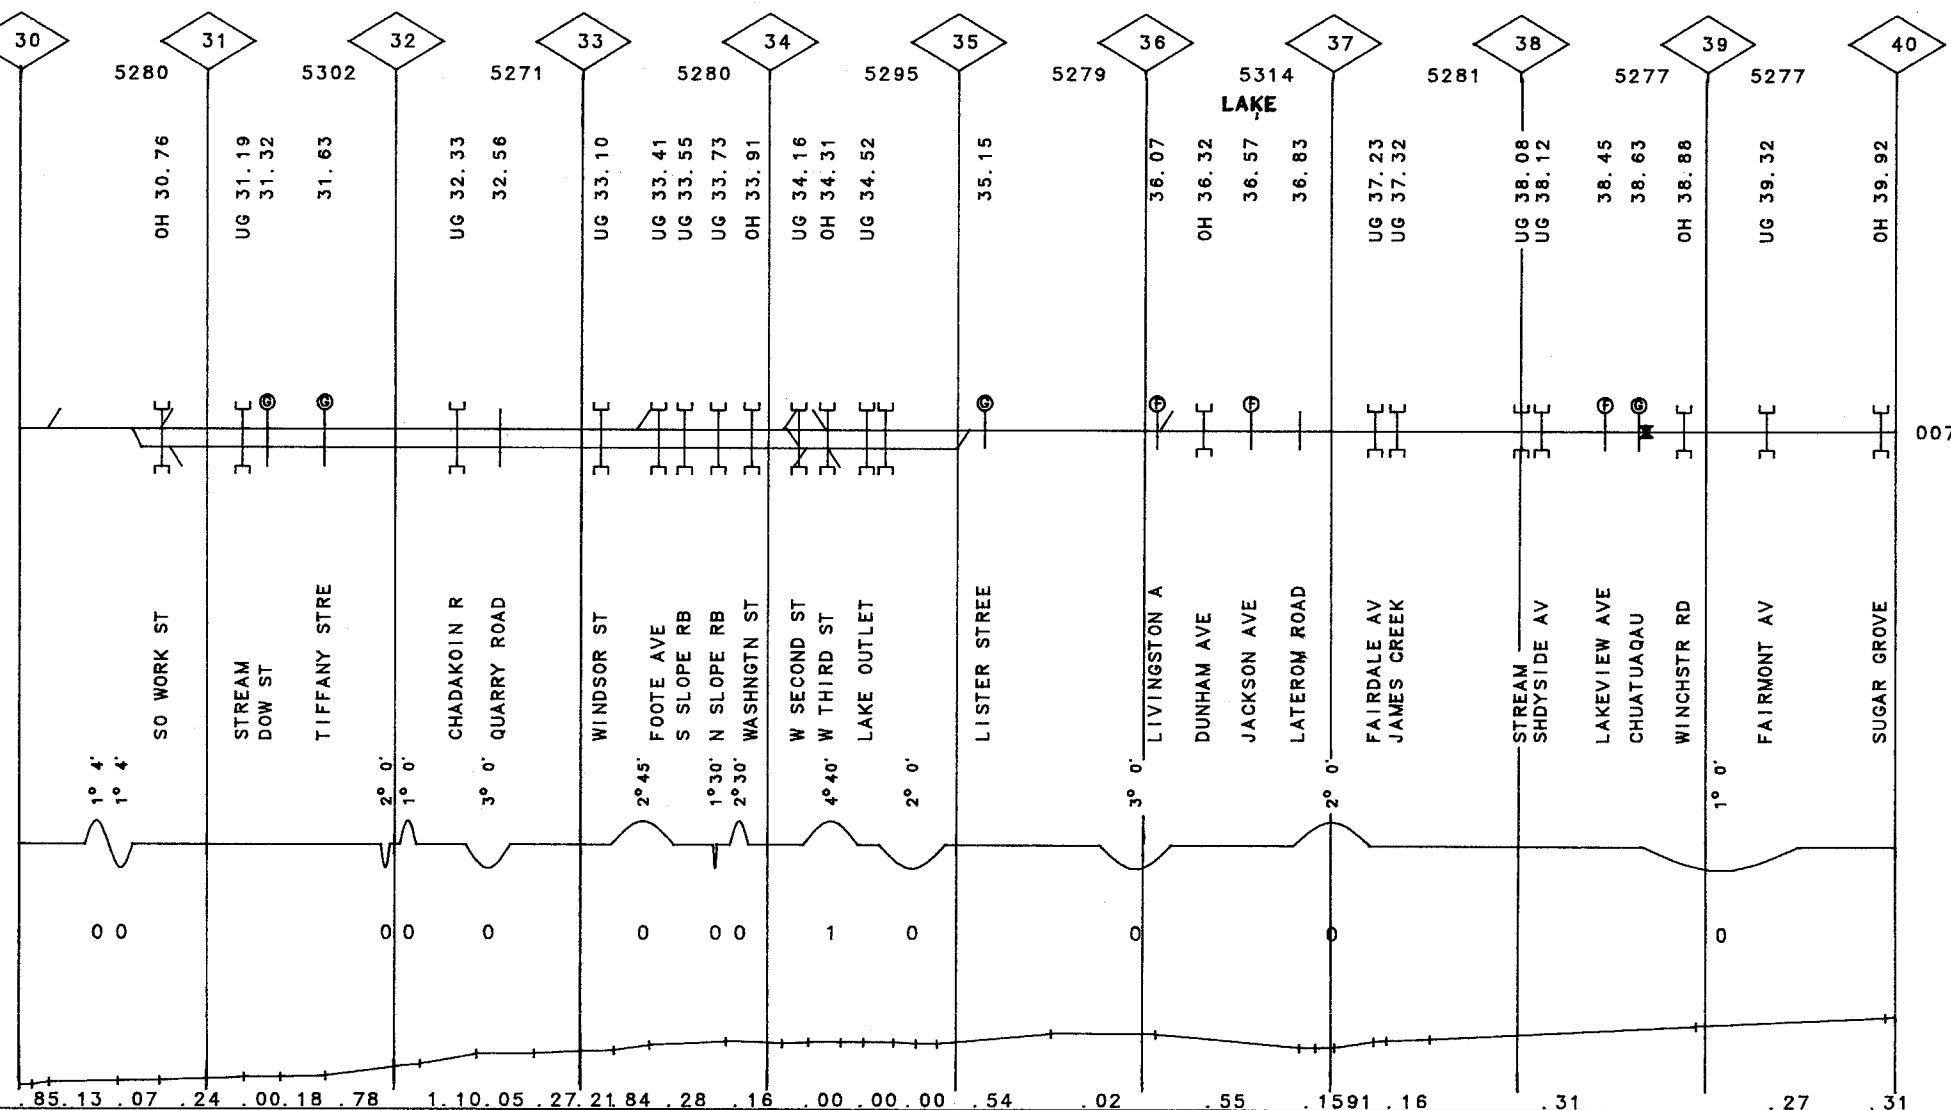 30 31 32 33 34 35 36 37 38 39 40
5280 5302 5271 5280 5295 5279 5314 5281 5277 5277
LAKE
OH 30.76
UG 31.19
31.32
31.63
UG 32.33
32.56
UG 33.10
UG 33.41
UG 33.55
UG 33.73
OH 33.91
UG 34.16
OH 34.31
UG 34.52
35.15
36.07
OH 36.32
36.57
36.83
UG 37.23
UG 37.32
UG 38.08
UG 38.12
38.45
38.63
OH 38.88
UG 39.32
OH 39.92
G G G F F F G
007
SO WORK ST
STREAM
DOW ST
TIFFANY STRE
CHADAKOIN R
QUARRY ROAD
WINDSOR ST
FOOTE AVE
S SLOPE RB
N SLOPE RB
WASHNGTN ST
W SECOND ST
W THIRD ST
LAKE OUTLET
LISTER STREE
LIVINGSTON A
DUNHAM AVE
JACKSON AVE
LATEROM ROAD
FAIRDALE AV
JAMES CREEK
STREAM
SHDYSIDE AV
LAKEVIEW AVE
CHUATUAQAU
WINCHSTR RD
FAIRMONT AV
SUGAR GROVE
1° 4'
1° 4'
2° 0'
1° 0'
3° 0'
2° 45'
1° 30'
2° 30'
4° 40'
2° 0'
3° 0'
2° 0'
1° 0'
0 0 0 0 0 0 0 0 1 0 0 0 0
.85 .13 .07 .24 .00 .18 .78 1.10 .05 .27 .21 .84 .28 .16 .00 .00 .00 .54 .02 .55 .1591 .16 .31 .27 .31